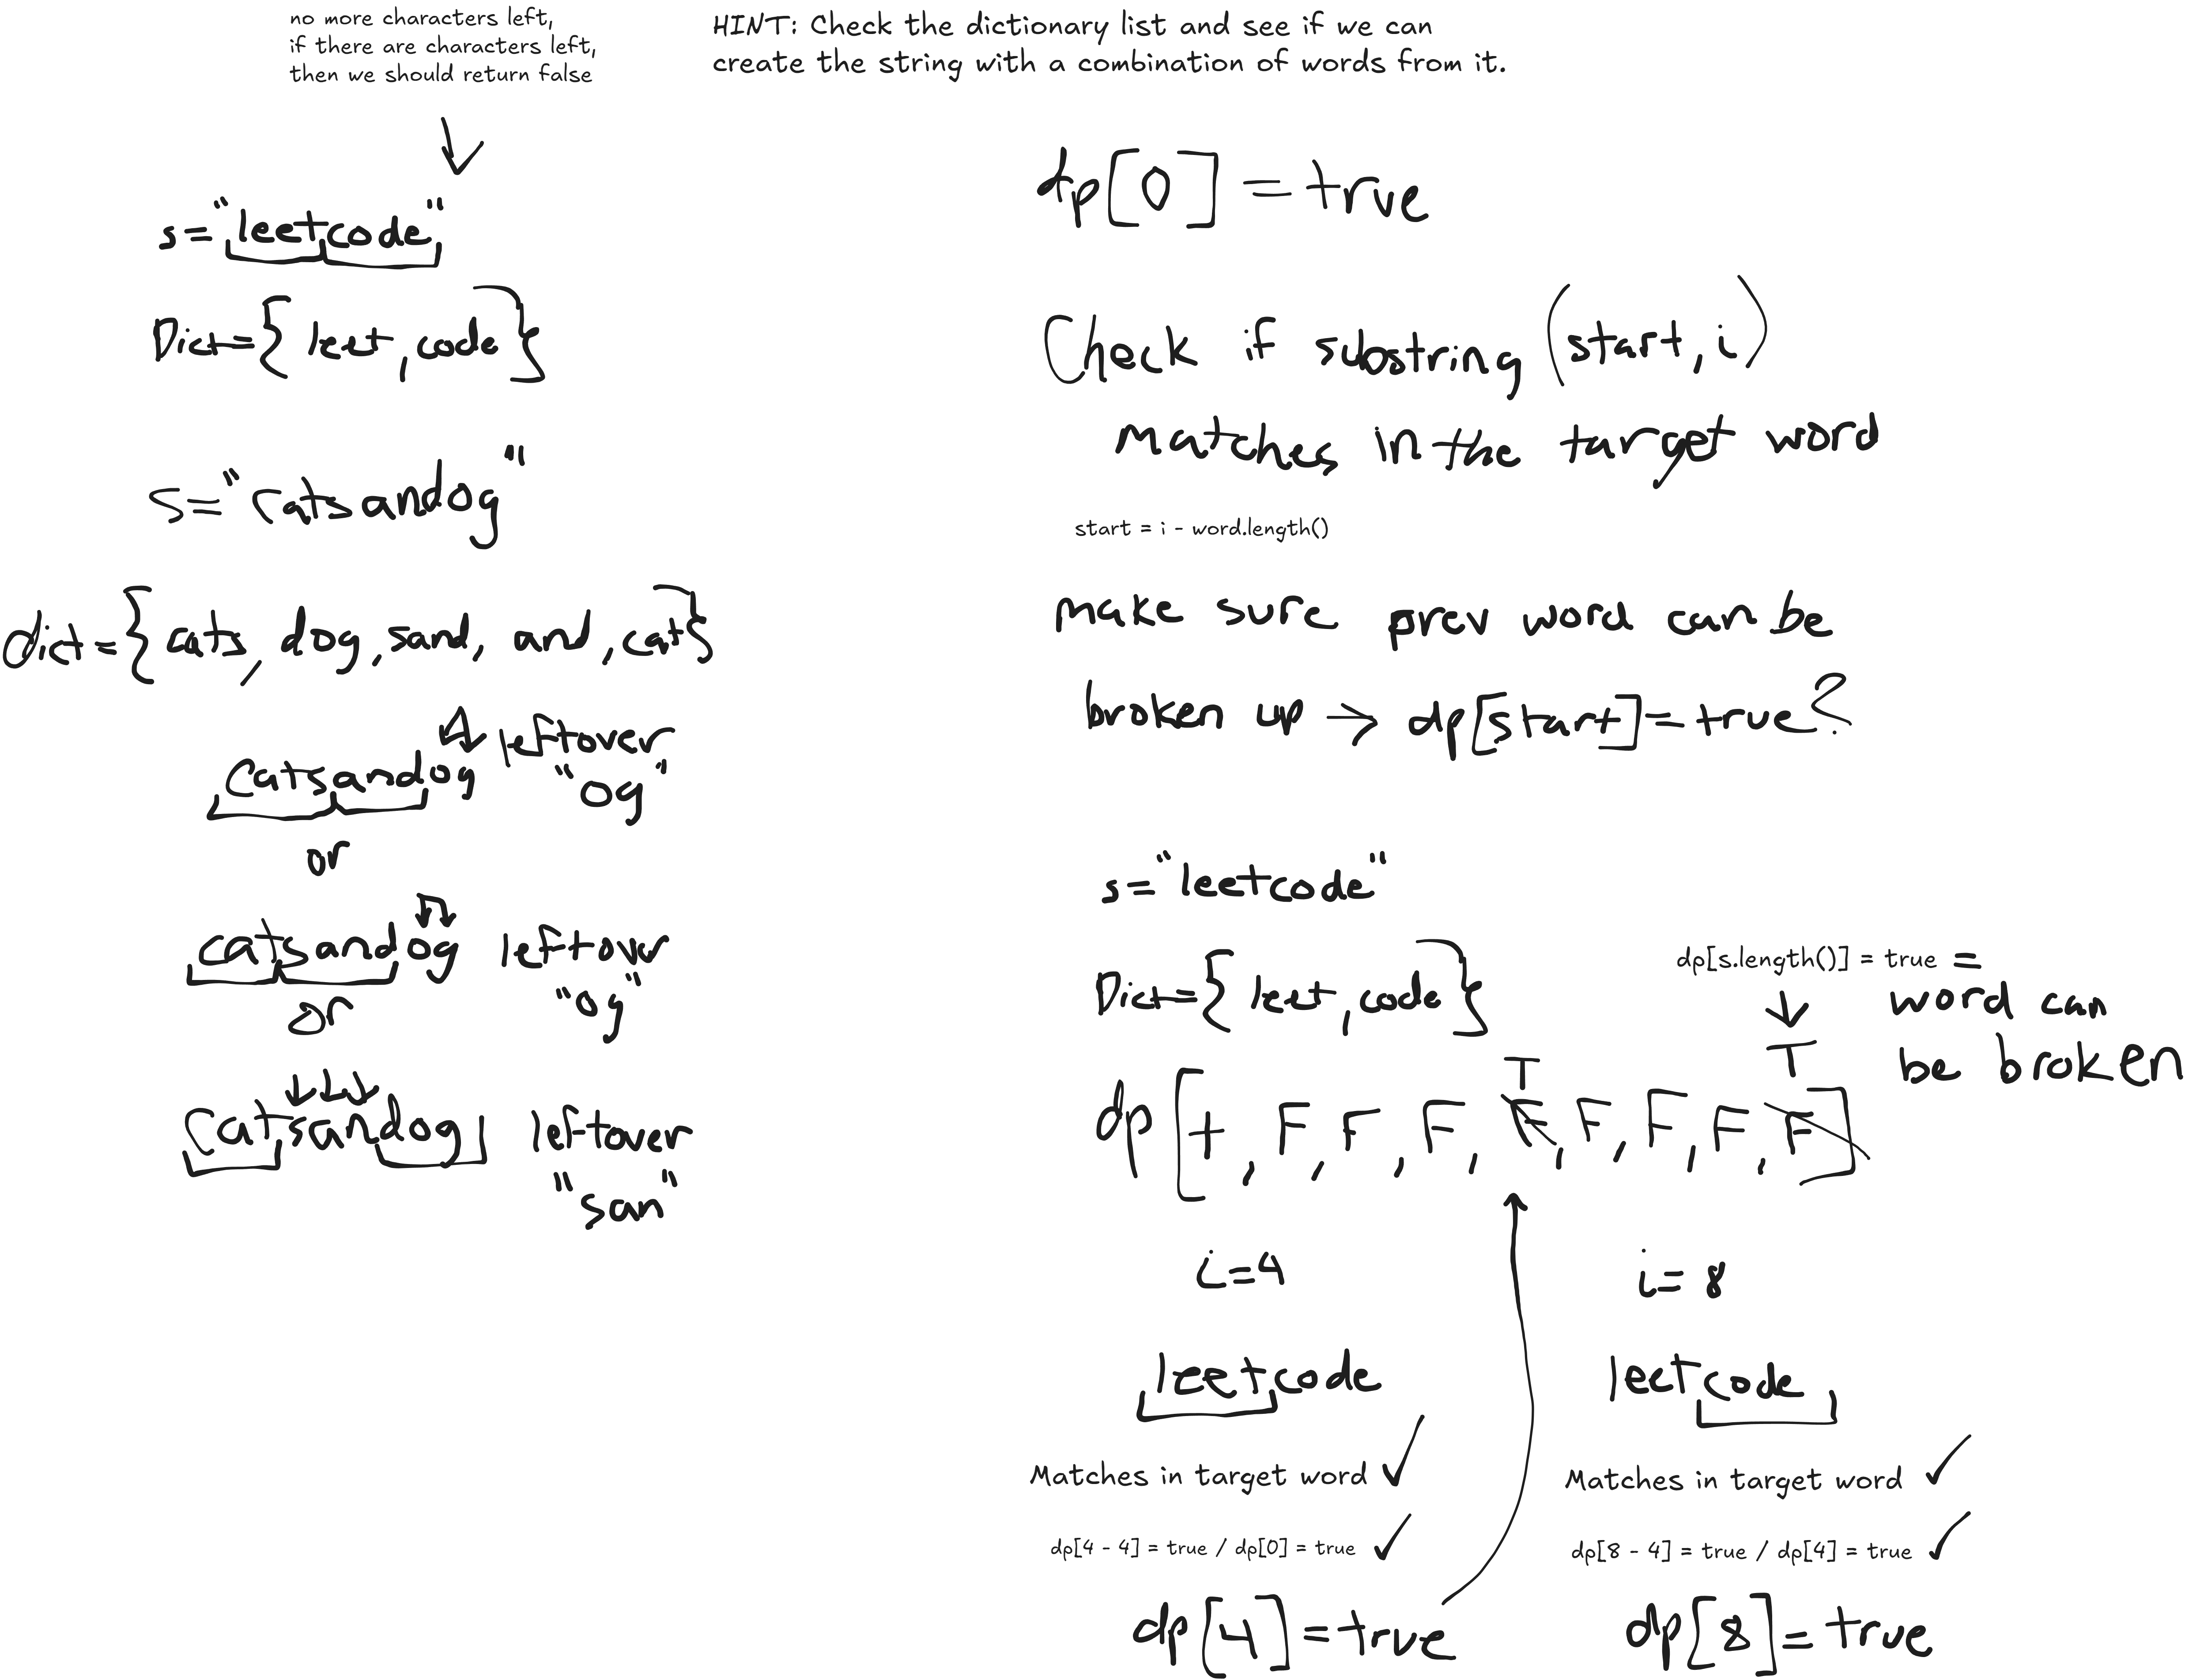 no more characters left,
if there are characters left,
then we should return false
s="leetcode"
Dict={leet,code}
s="catsandog"
dict={cats, dog, sand, and, cat}
catsandog leftover
"og"
or
catsandog leftover
"og"
or
catsandog leftover
"san"
HINT: Check the dictionary list and see if we can
create the string with a combination of words from it.
dp[0]=true
Check if substring (start, i)
matches in the target word
start = i - word.length()
make sure prev word can be
broken up → dp[start]=true?
s="leetcode"
Dict={leet,code}
dp[s.length()] = true =
word can
be broken
T T
dp[t, F, F, F, F, F, F, F, F]
i=4
leetcode
Matches in target word ✓
dp[4 - 4] = true / dp[0] = true ✓
dp[4]=true
i=8
leetcode
Matches in target word ✓
dp[8 - 4] = true / dp[4] = true ✓
dp[8]=true